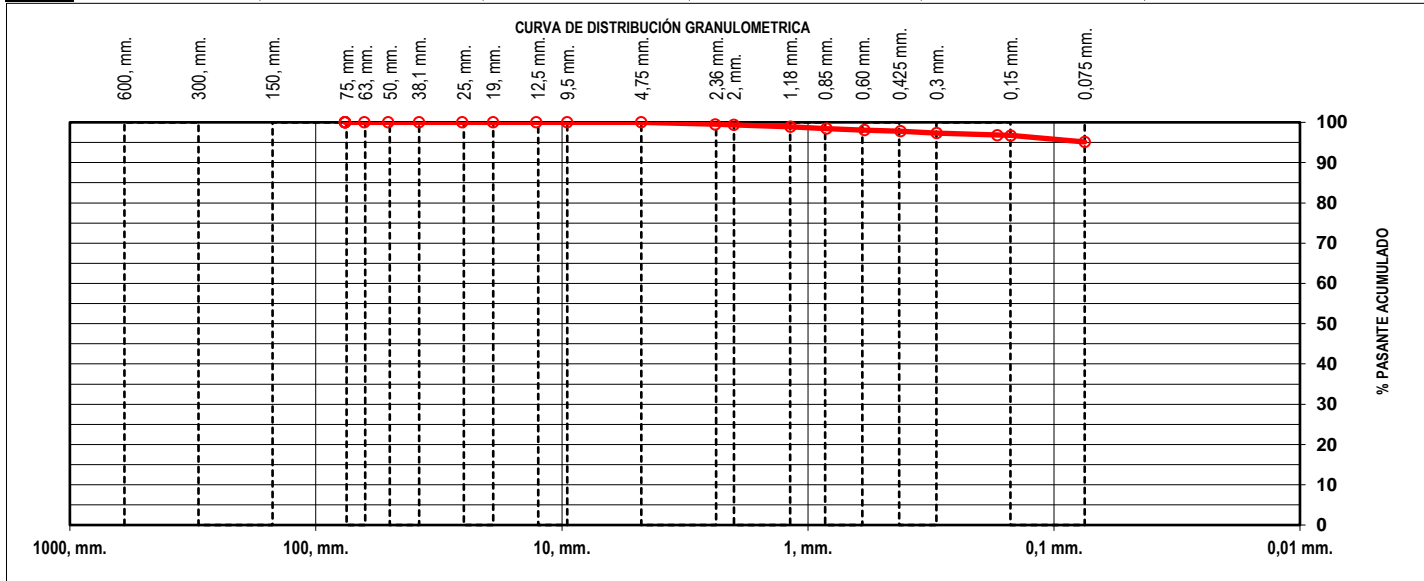 CURVA DE DISTRIBUCIÓN GRANULOMETRICA
600, mm.
300, mm.
150, mm.
75, mm.
63, mm.
50, mm.
38,1 mm.
25, mm.
19, mm.
12,5 mm.
9,5 mm.
4,75 mm.
2,36 mm.
2, mm.
1,18 mm.
0,85 mm.
0,60 mm.
0,425 mm.
0,3 mm.
0,15 mm.
0,075 mm.
100
90
80
70
60
50
40
30
20
10
0
% PASANTE ACUMULADO
1000, mm.
100, mm.
10, mm.
1, mm.
0,1 mm.
0,01 mm.